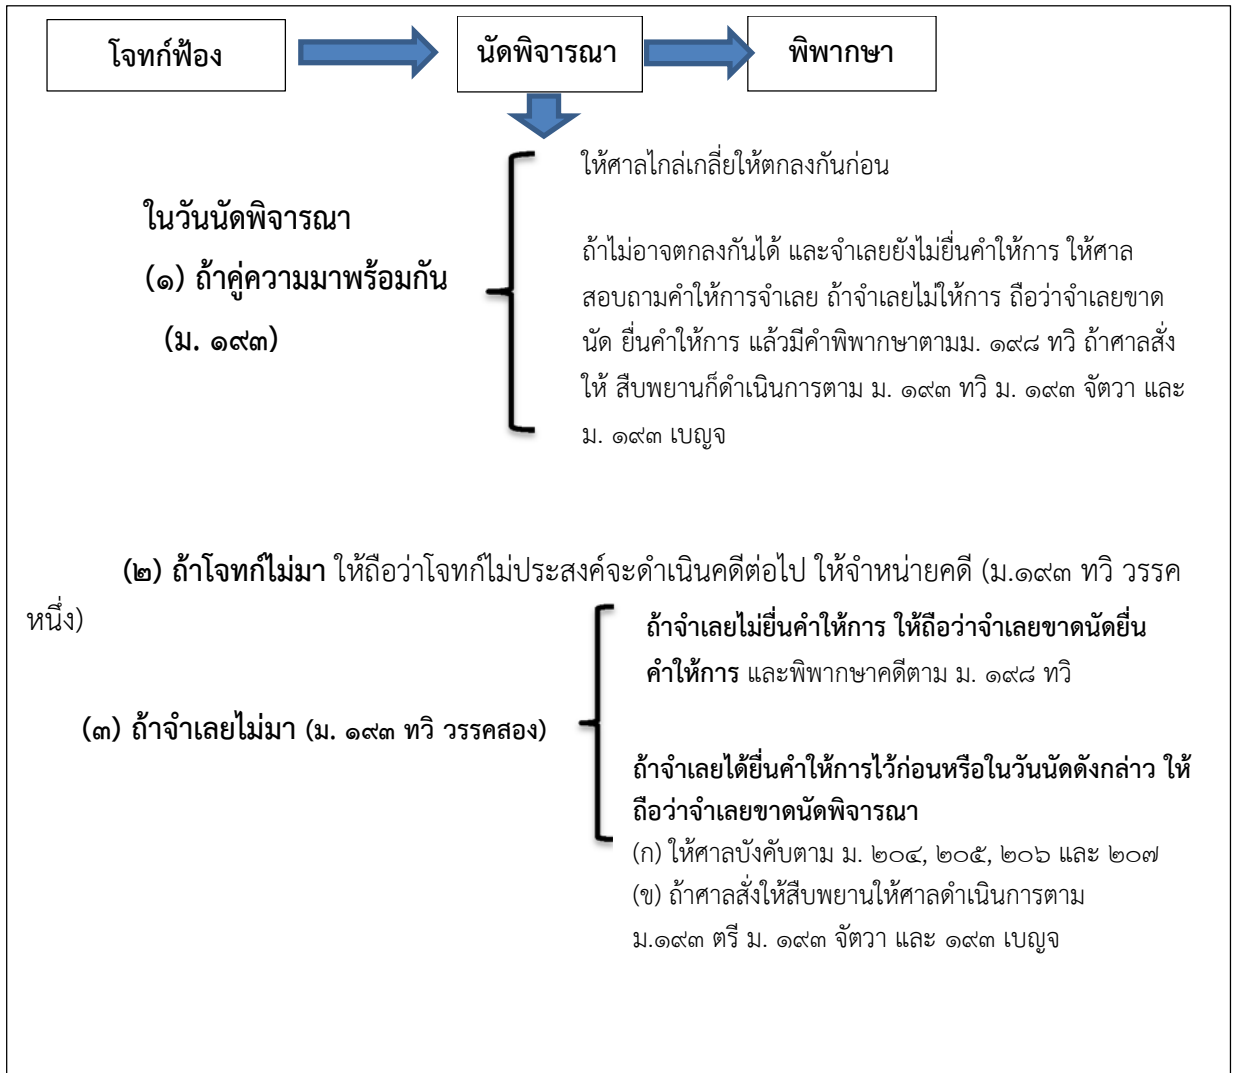 โจทก์ฟ้อง
นัดพิจารณา
พิพากษา
ให้ศาลไกล่เกลี่ยให้ตกลงกันก่อน
ในวันนัดพิจารณา
(๑) ถ้าคู่ความมาพร้อมกัน
(ม. ๑๙๓)
ถ้าไม่อาจตกลงกันได้ และจำเลยยังไม่ยื่นคำให้การ ให้ศาล
สอบถามคำให้การจำเลย ถ้าจำเลยไม่ให้การ ถือว่าจำเลยขาด
นัด ยื่นคำให้การ แล้วมีคำพิพากษาตามม. ๑๙๘ ทวิ ถ้าศาลสั่ง
ให้ สืบพยานก็ดำเนินการตาม ม. ๑๙๓ ทวิ ม. ๑๙๓ จัตวา และ
ม. ๑๙๓ เบญจ
(๒) ถ้าโจทก์ไม่มา ให้ถือว่าโจทก์ไม่ประสงค์จะดำเนินคดีต่อไป ให้จำหน่ายคดี (ม.๑๙๓ ทวิ วรรค
หนึ่ง)
(๓) ถ้าจำเลยไม่มา (ม. ๑๙๓ ทวิ วรรคสอง)
ถ้าจำเลยไม่ยื่นคำให้การ ให้ถือว่าจำเลยขาดนัดยื่น
คำให้การ และพิพากษาคดีตาม ม. ๑๙๘ ทวิ
ถ้าจำเลยได้ยื่นคำให้การไว้ก่อนหรือในวันนัดดังกล่าว ให้
ถือว่าจำเลยขาดนัดพิจารณา
(ก) ให้ศาลบังคับตาม ม. ๒๐๔, ๒๐๕, ๒๐๖ และ ๒๐๗
(ข) ถ้าศาลสั่งให้สืบพยานให้ศาลดำเนินการตาม
ม.๑๙๓ ตรี ม. ๑๙๓ จัตวา และ ๑๙๓ เบญจ